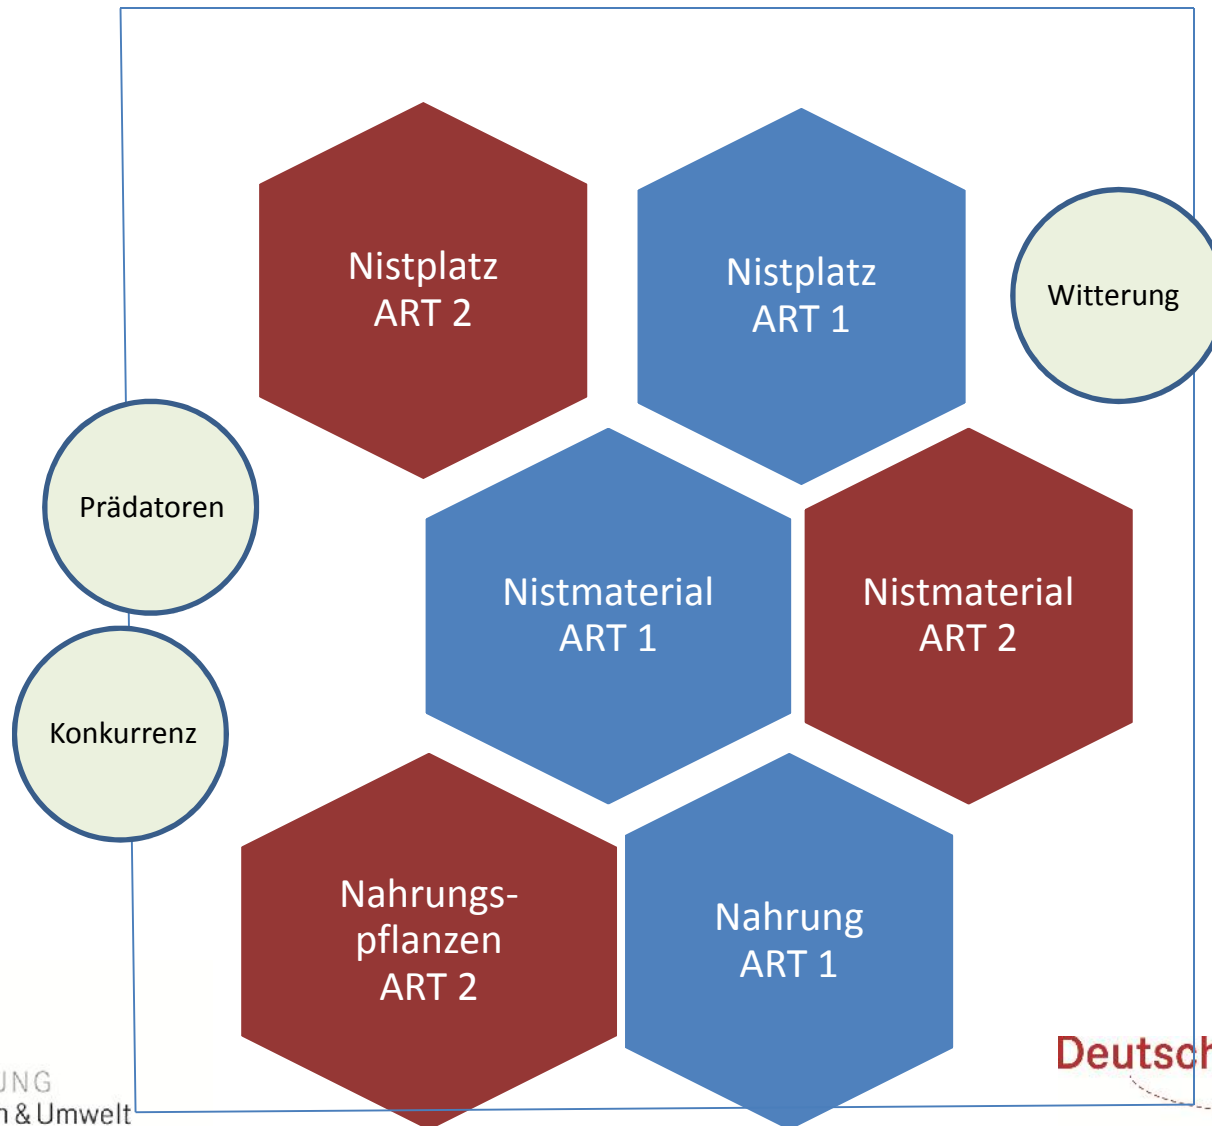 Nistplatz
ART 2
Nistplatz
ART 1
Witterung
Prädatoren
Nistmaterial
ART 1
Nistmaterial
ART 2
Konkurrenz
Nahrungs-
pflanzen
ART 2
Nahrung
ART 1
Deutsch
UNG
n & Umwelt